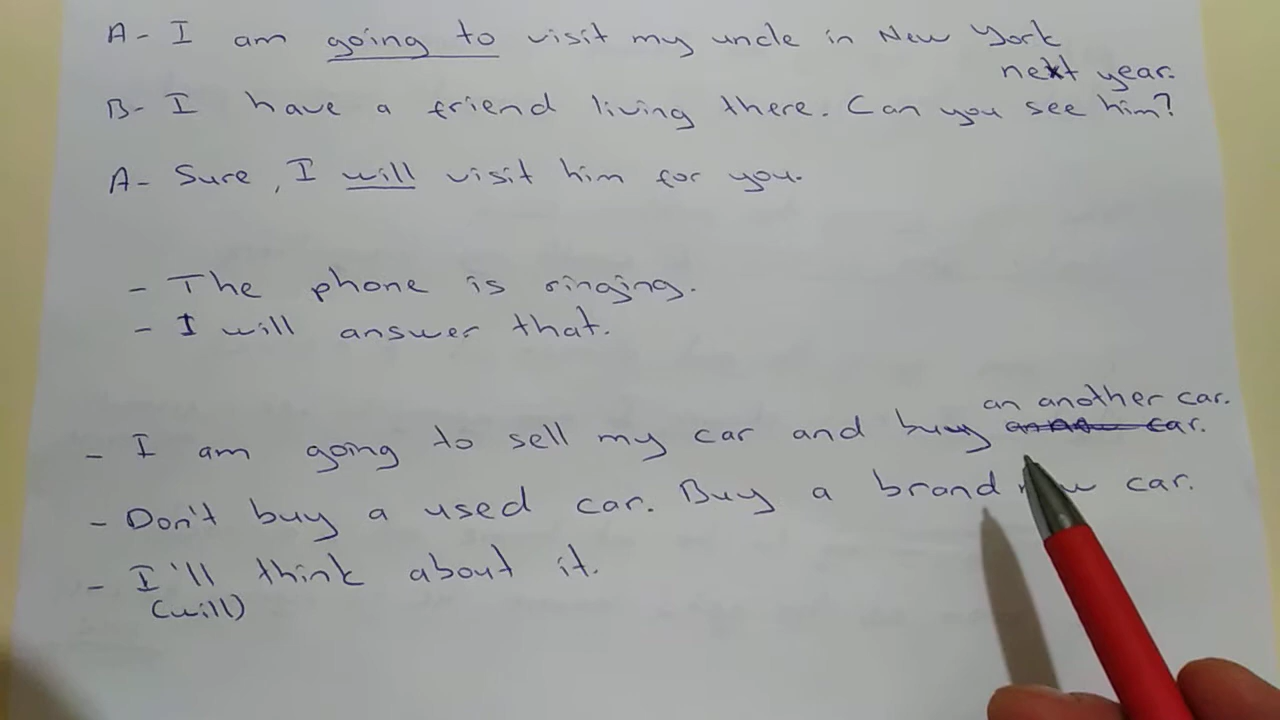 A- I am going to visit my uncle in New York
next year.
B- I have a friend living there. Can you see him?
A- Sure, I will visit him for you.
- The phone is ringing.
- I will answer that.
an another car.
- I am going to sell my car and buy car.
- Don't buy a used car. Buy a brand car.
- I'll think about it.
(will)